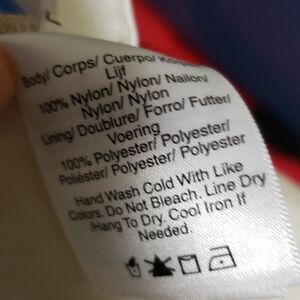 Body/ Corps/ Cuerpo/
Lijf
100% Nylon/ Nylon/ Nailon/
Nylon/ Nylon
Lining/ Doublure/ Forro/ Futter/
Voering
100% Polyester/ Polyester/
Poliéster/ Polyester/ Polyester
Hand Wash Cold With Like
Colors. Do Not Bleach. Line Dry
/Hang To Dry. Cool Iron If
Needed.